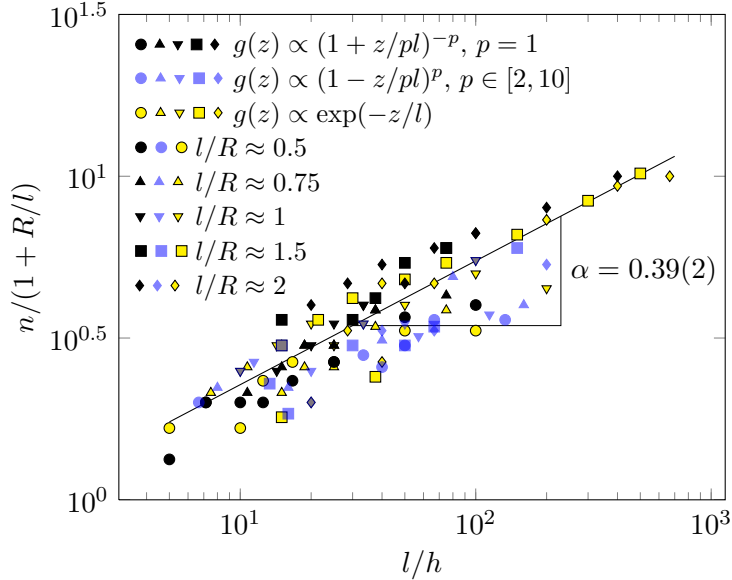 10^1.5
g(z) ∝ (1 + z/pl)^−p, p = 1
g(z) ∝ (1 − z/pl)^p, p ∈ [2, 10]
g(z) ∝ exp(−z/l)
l/R ≈ 0.5
l/R ≈ 0.75
l/R ≈ 1
l/R ≈ 1.5
l/R ≈ 2
10^1
α = 0.39(2)
10^0.5
10^0
n/(1 + R/l)
10^1 10^2 10^3
l/h